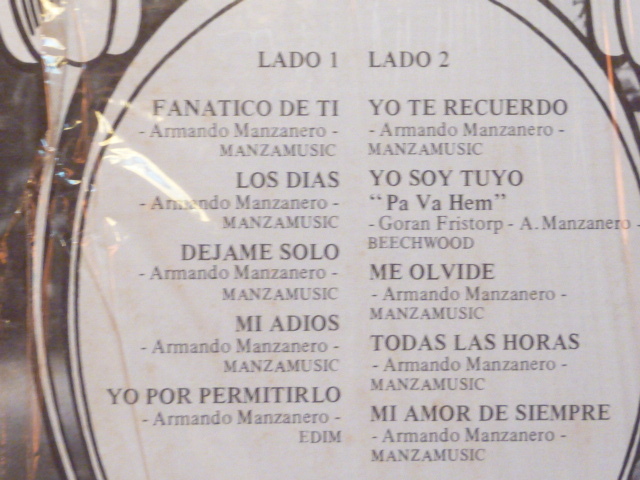 LADO 1
FANATICO DE TI
- Armando Manzanero -
MANZAMUSIC
LOS DIAS
- Armando Manzanero -
MANZAMUSIC
DEJAME SOLO
- Armando Manzanero -
MANZAMUSIC
MI ADIOS
- Armando Manzanero -
MANZAMUSIC
YO POR PERMITIRLO
- Armando Manzanero -
EDIM
LADO 2
YO TE RECUERDO
- Armando Manzanero -
MANZAMUSIC
YO SOY TUYO
“Pa Va Hem”
- Goran Fristorp - A. Manzanero -
BEECHWOOD
ME OLVIDE
- Armando Manzanero -
MANZAMUSIC
TODAS LAS HORAS
- Armando Manzanero -
MANZAMUSIC
MI AMOR DE SIEMPRE
- Armando Manzanero -
MANZAMUSIC